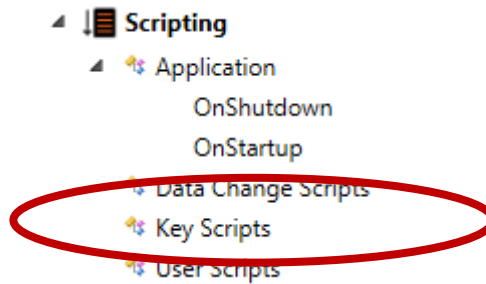 Scripting
Application
OnShutdown
OnStartup
Data Change Scripts
Key Scripts
User Scripts